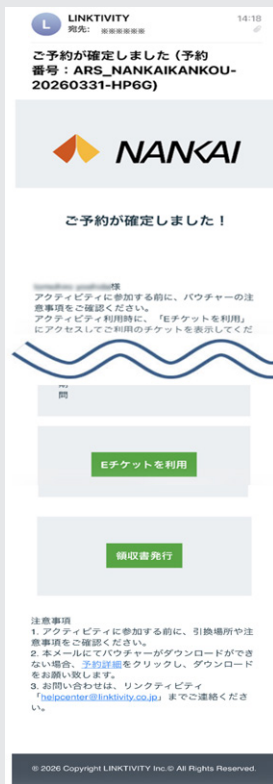 L
LINKTIVITY
14:18
宛先: ※※※※※※
ご予約が確定しました（予約
番号：ARS_NANKAIKANKOU-
20260331-HP6G)
NANKAI
ご予約が確定しました！
様
アクティビティに参加する前に、バウチャーの注
意事項をご確認ください。
アクティビティ利用時に、「Eチケットを利用」
にアクセスしてご利用のチケットを表示してくだ
間
Eチケットを利用
領収書発行
注意事項
1. アクティビティに参加する前に、引換場所や注
意事項をご確認ください。
2. 本メールにてバウチャーがダウンロードができ
ない場合、予約詳細をクリックし、ダウンロード
をお願い致します。
3. お問い合わせは、リンクティビティ
「helpcenter@linktivity.co.jp」までご連絡くださ
い。
© 2026 Copyright LINKTIVITY Inc.© All Rights Reserved.